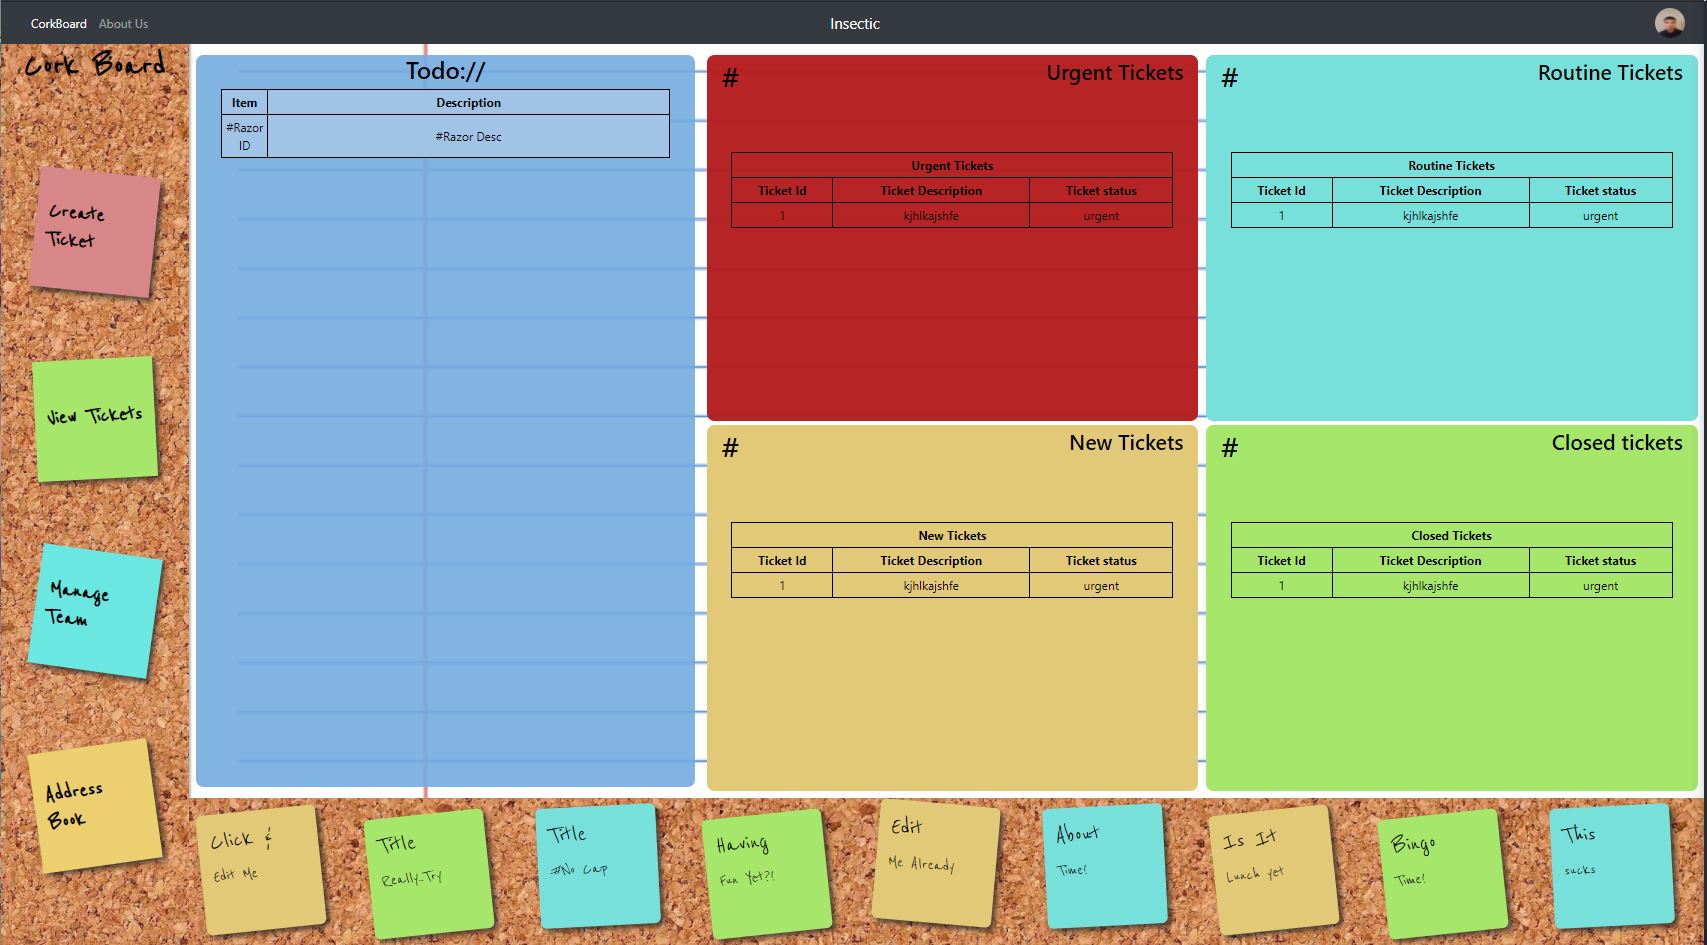 CorkBoard About Us
Insectic
Cork Board
Create
Ticket
View Tickets
Manage
Team
Address
Book
Todo://
Item Description
#Razor
ID
#Razor Desc
#
Urgent Tickets
Urgent Tickets
Ticket Id Ticket Description Ticket status
1 kjhlkajshfe urgent
#
Routine Tickets
Routine Tickets
Ticket Id Ticket Description Ticket status
1 kjhlkajshfe urgent
#
New Tickets
New Tickets
Ticket Id Ticket Description Ticket status
1 kjhlkajshfe urgent
#
Closed tickets
Closed Tickets
Ticket Id Ticket Description Ticket status
1 kjhlkajshfe urgent
Click &
Edit Me
Title
Really..Try
Title
#No Cap
Having
Fun Yet?!
Edit
Me Already
About
Time!
Is It
Lunch yet
Bingo
Time!
This
sucks